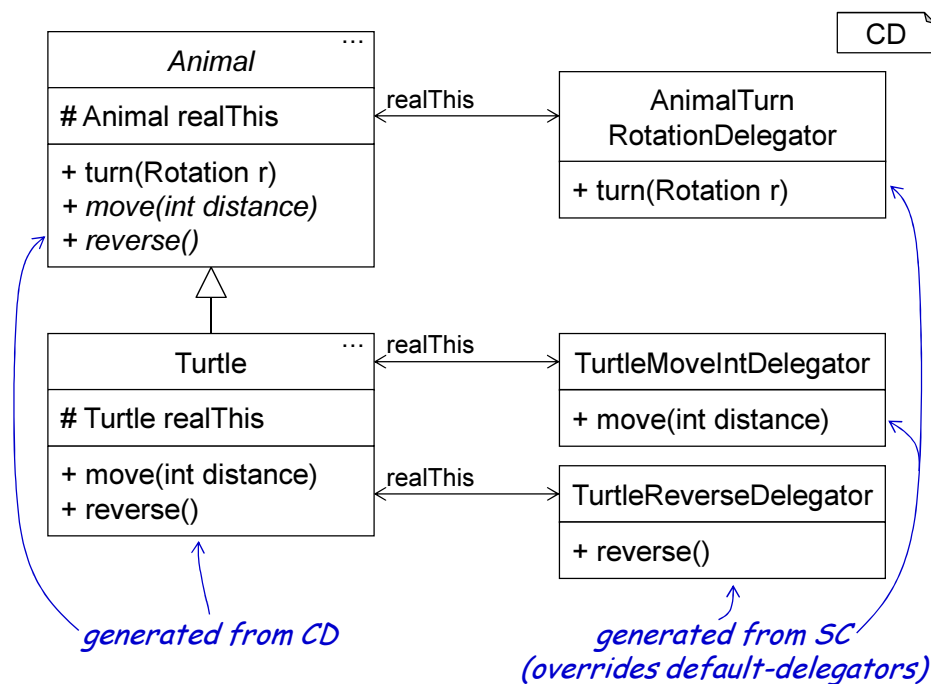 CD
...
Animal
# Animal realThis
+ turn(Rotation r)
+ move(int distance)
+ reverse()
realThis
AnimalTurn
RotationDelegator
+ turn(Rotation r)
...
Turtle
# Turtle realThis
+ move(int distance)
+ reverse()
realThis
TurtleMoveIntDelegator
+ move(int distance)
realThis
TurtleReverseDelegator
+ reverse()
generated from CD
generated from SC
(overrides default-delegators)